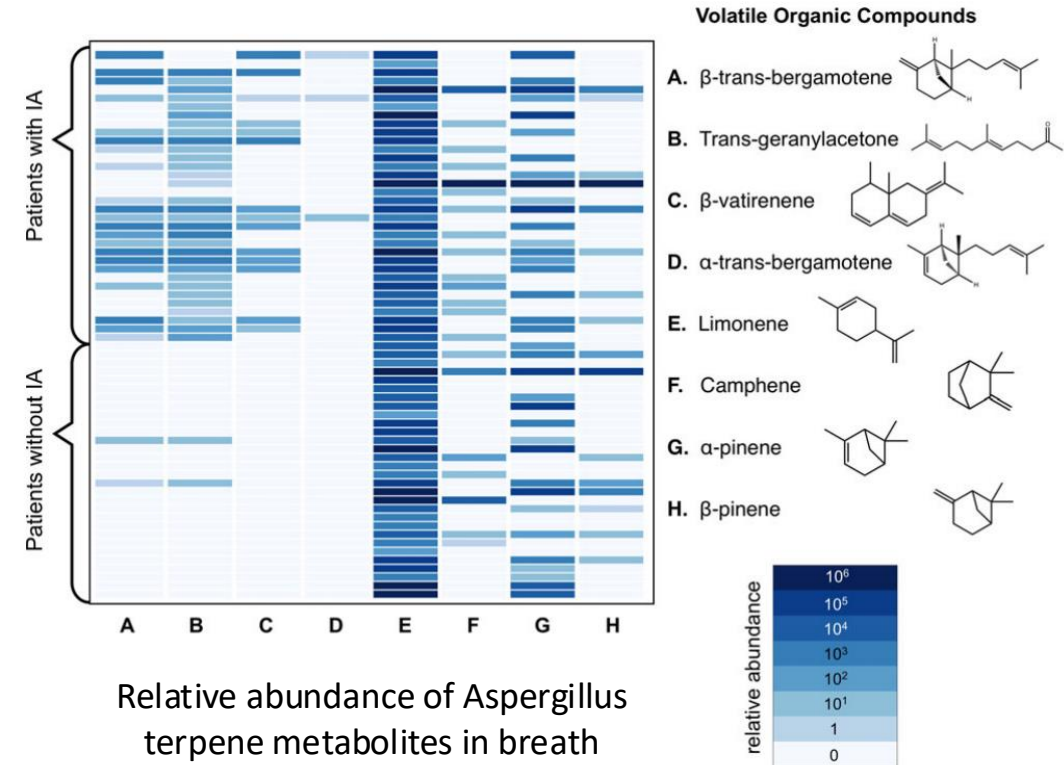 Volatile Organic Compounds
Patients with IA
Patients without IA
A. β-trans-bergamotene
H
H
B. Trans-geranylacetone
O
C. β-vatirenene
D. α-trans-bergamotene
H
H
E. Limonene
F. Camphene
G. α-pinene
H. β-pinene
A B C D E F G H
relative abundance
10⁶
10⁵
10⁴
10³
10²
10¹
1
0
Relative abundance of Aspergillus
terpene metabolites in breath